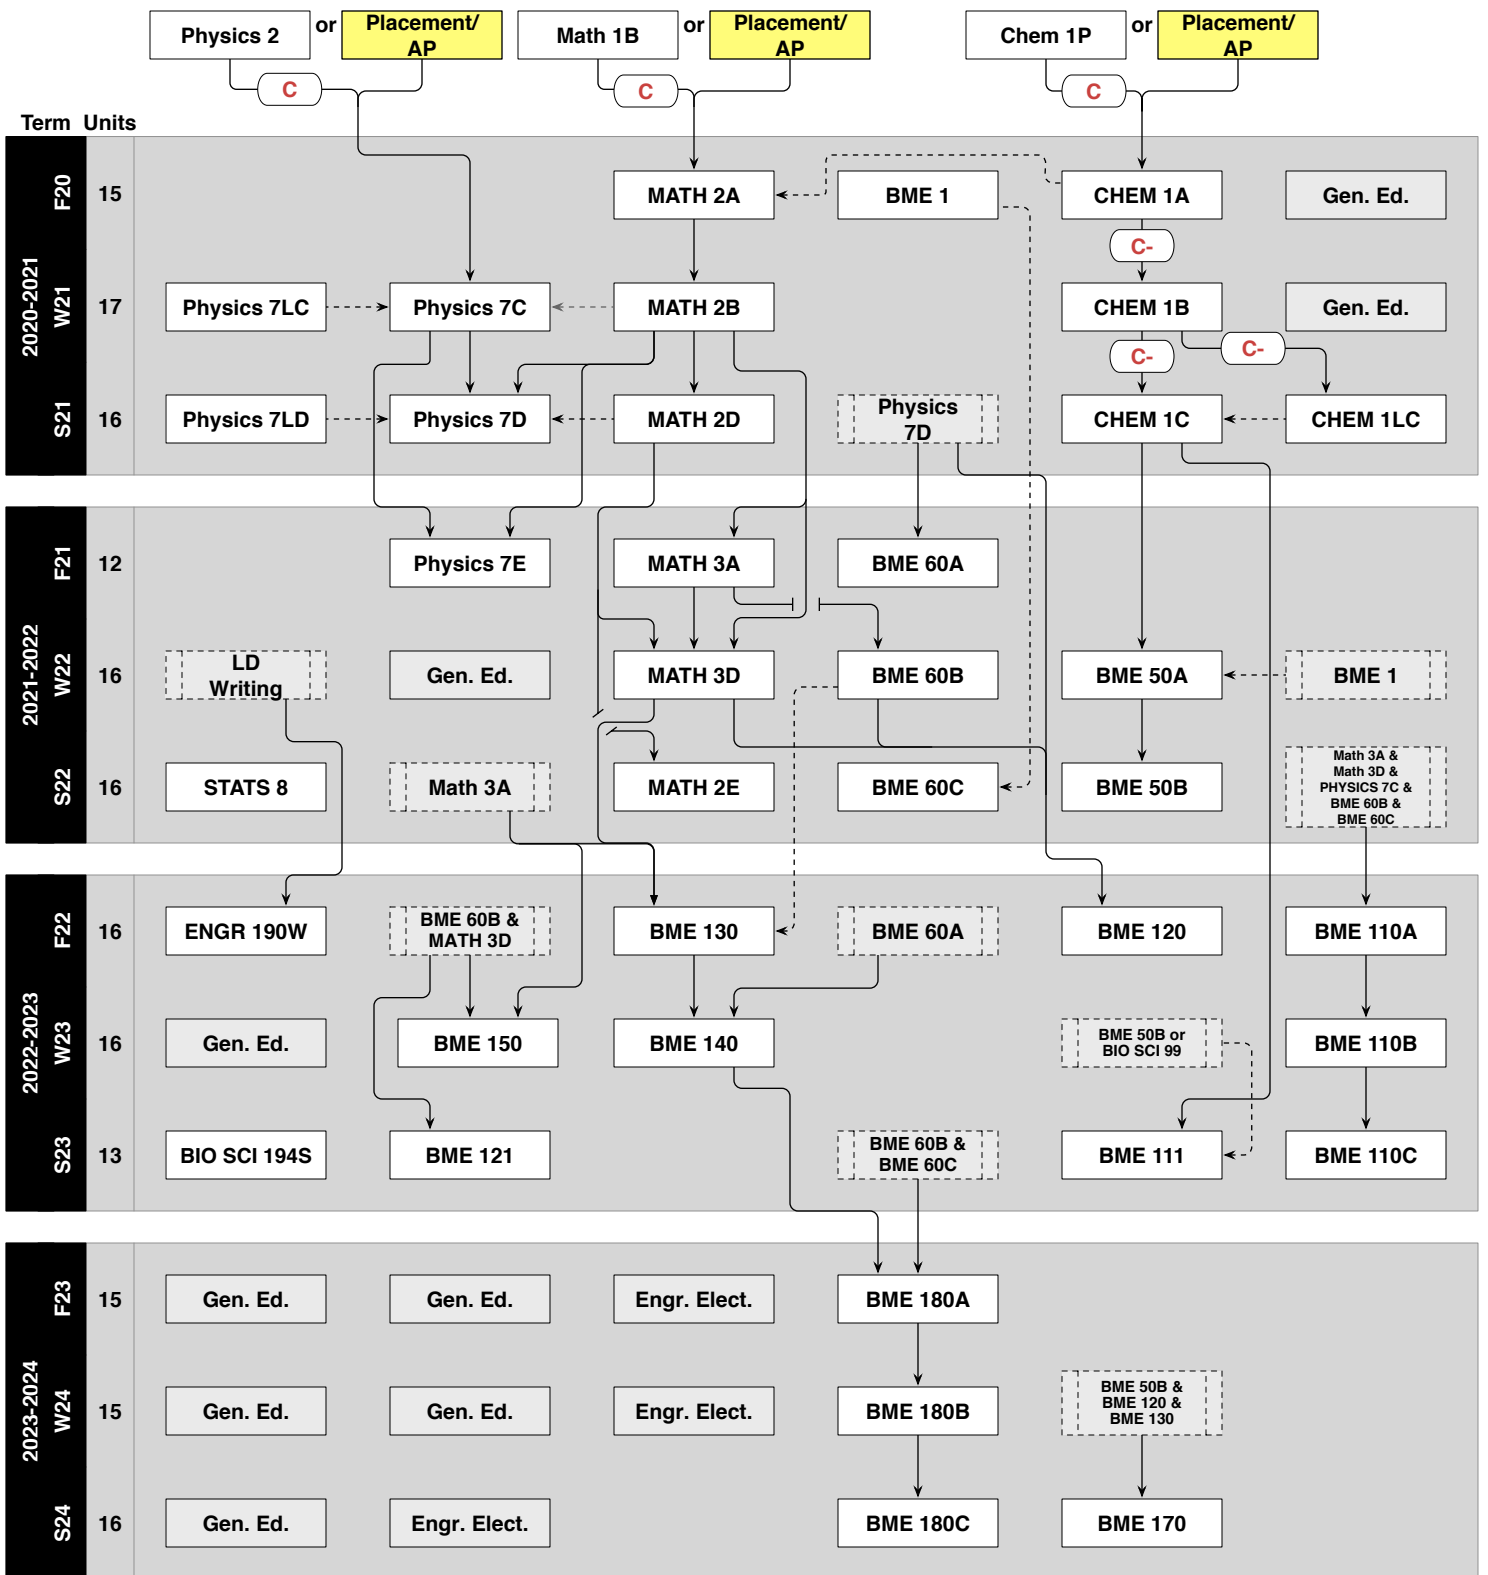 Physics 2 or Placement/
AP
Math 1B or Placement/
AP
Chem 1P or Placement/
AP
C
C
C
Term Units
2020-2021
F20 15 MATH 2A BME 1 CHEM 1A Gen. Ed.
C-
W21 17 Physics 7LC Physics 7C MATH 2B CHEM 1B Gen. Ed.
C- C-
S21 16 Physics 7LD Physics 7D MATH 2D Physics
7D
CHEM 1C CHEM 1LC
2021-2022
F21 12 Physics 7E MATH 3A BME 60A
W22 16 LD
Writing
Gen. Ed. MATH 3D BME 60B BME 50A BME 1
S22 16 STATS 8 Math 3A MATH 2E BME 60C BME 50B
Math 3A &
Math 3D &
PHYSICS 7C &
BME 60B &
BME 60C
2022-2023
F22 16 ENGR 190W BME 60B &
MATH 3D
BME 130 BME 60A BME 120 BME 110A
W23 16 Gen. Ed. BME 150 BME 140 BME 50B or
BIO SCI 99
BME 110B
S23 13 BIO SCI 194S BME 121 BME 60B &
BME 60C
BME 111 BME 110C
2023-2024
F23 15 Gen. Ed. Gen. Ed. Engr. Elect. BME 180A
W24 15 Gen. Ed. Gen. Ed. Engr. Elect. BME 180B BME 50B &
BME 120 &
BME 130
S24 16 Gen. Ed. Engr. Elect. BME 180C BME 170